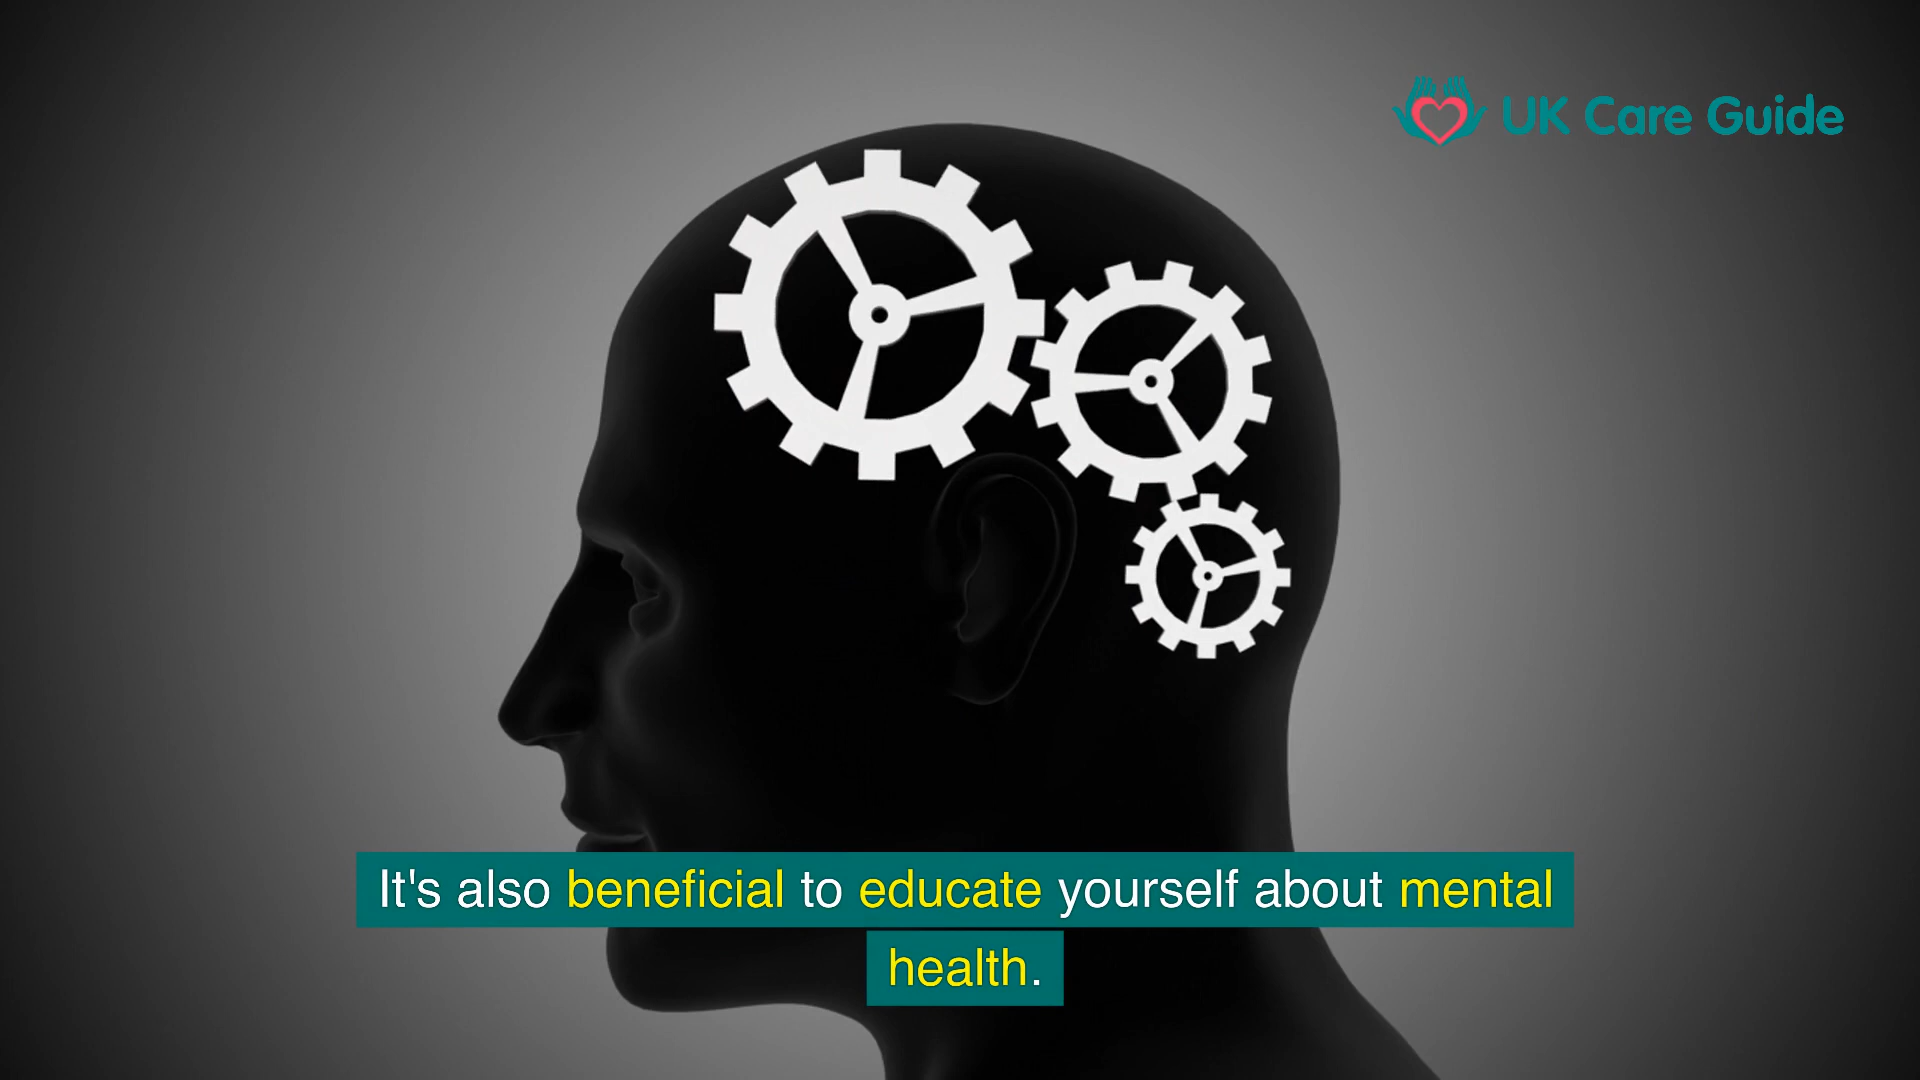 UK Care Guide
It's also beneficial to educate yourself about mental
health.